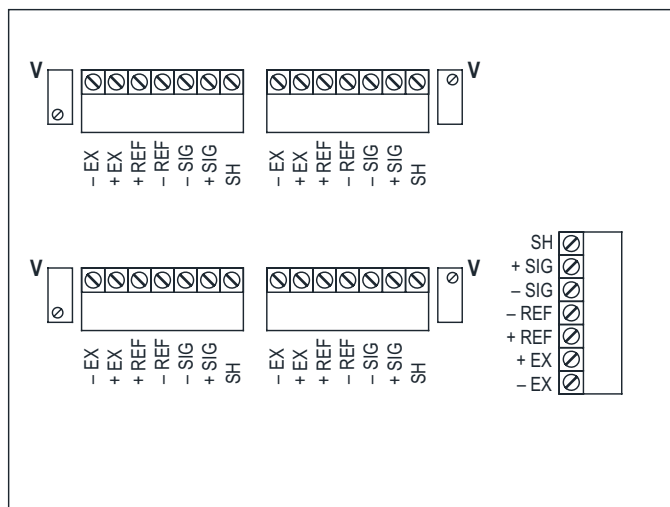 V
V
– EX
+ EX
+ REF
– REF
– SIG
+ SIG
SH
– EX
+ EX
+ REF
– REF
– SIG
+ SIG
SH
V
V
– EX
+ EX
+ REF
– REF
– SIG
+ SIG
SH
– EX
+ EX
+ REF
– REF
– SIG
+ SIG
SH
SH
+ SIG
– SIG
– REF
+ REF
+ EX
– EX